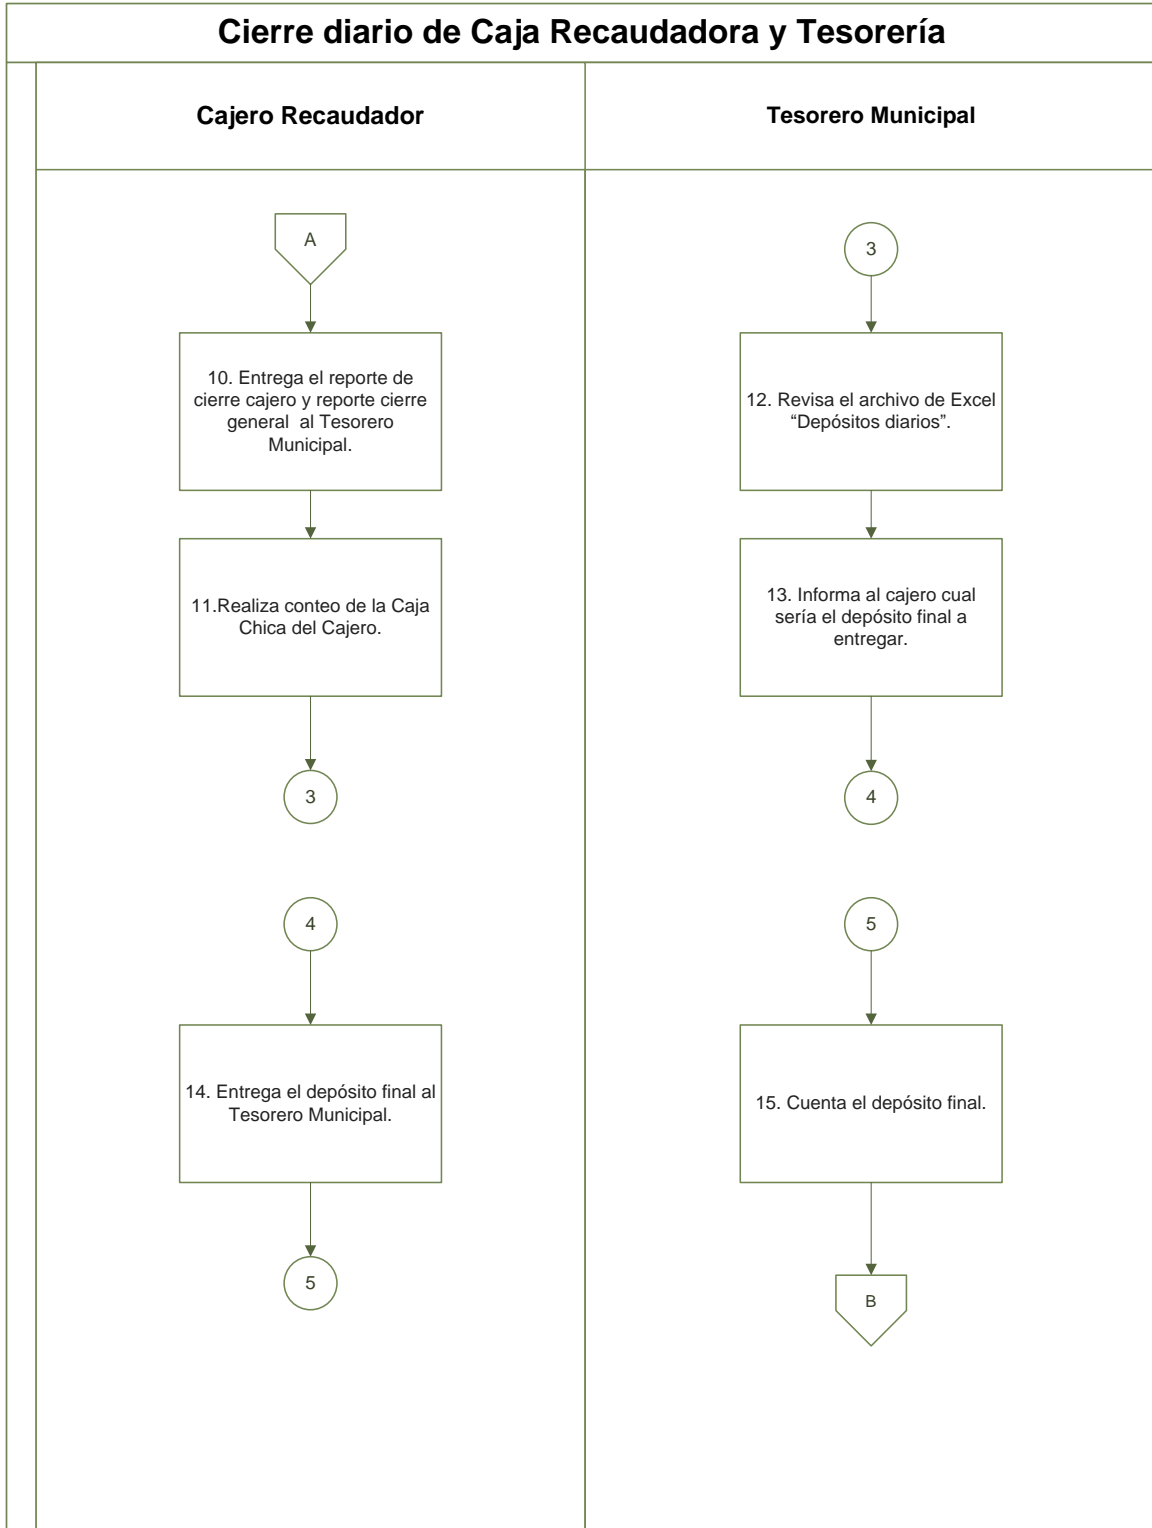 Cierre diario de Caja Recaudadora y Tesorería
Cajero Recaudador
Tesorero Municipal
A
10. Entrega el reporte de
cierre cajero y reporte cierre
general  al Tesorero
Municipal.
11.Realiza conteo de la Caja
Chica del Cajero.
3
3
12. Revisa el archivo de Excel
“Depósitos diarios”.
13. Informa al cajero cual
sería el depósito final a
entregar.
4
4
14. Entrega el depósito final al
Tesorero Municipal.
5
5
15. Cuenta el depósito final.
B